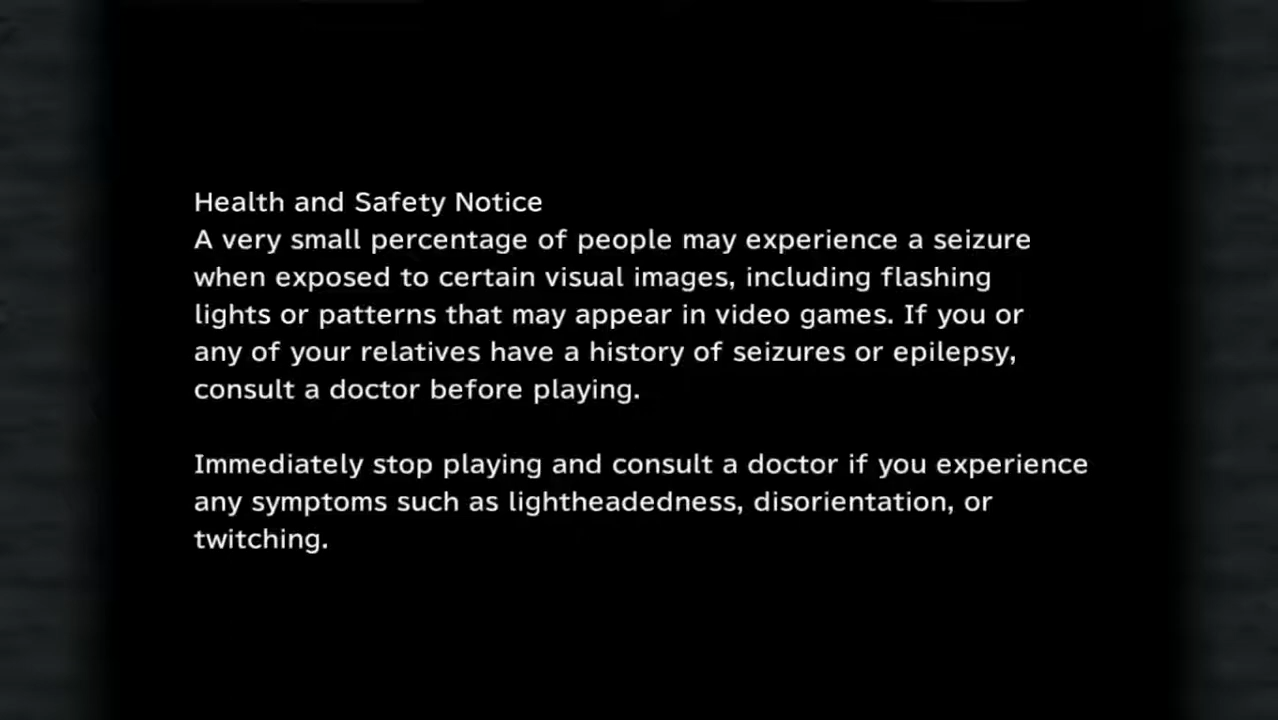 Health and Safety Notice
A very small percentage of people may experience a seizure
when exposed to certain visual images, including flashing
lights or patterns that may appear in video games. If you or
any of your relatives have a history of seizures or epilepsy,
consult a doctor before playing.
Immediately stop playing and consult a doctor if you experience
any symptoms such as lightheadedness, disorientation, or
twitching.